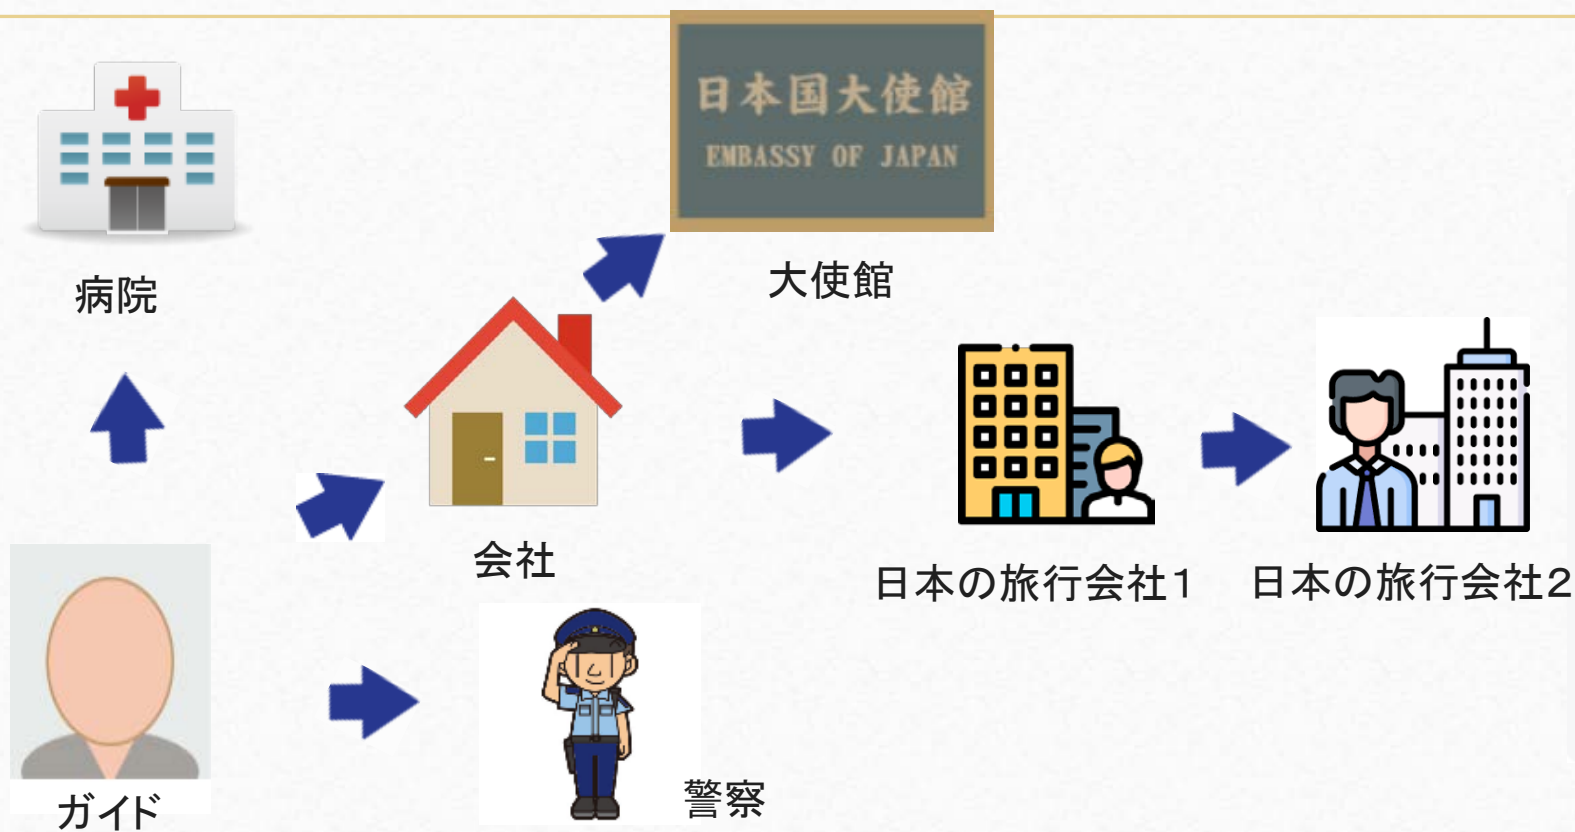 日本国大使館
EMBASSY OF JAPAN
大使館
病院
会社
日本の旅行会社1
日本の旅行会社2
警察
ガイド